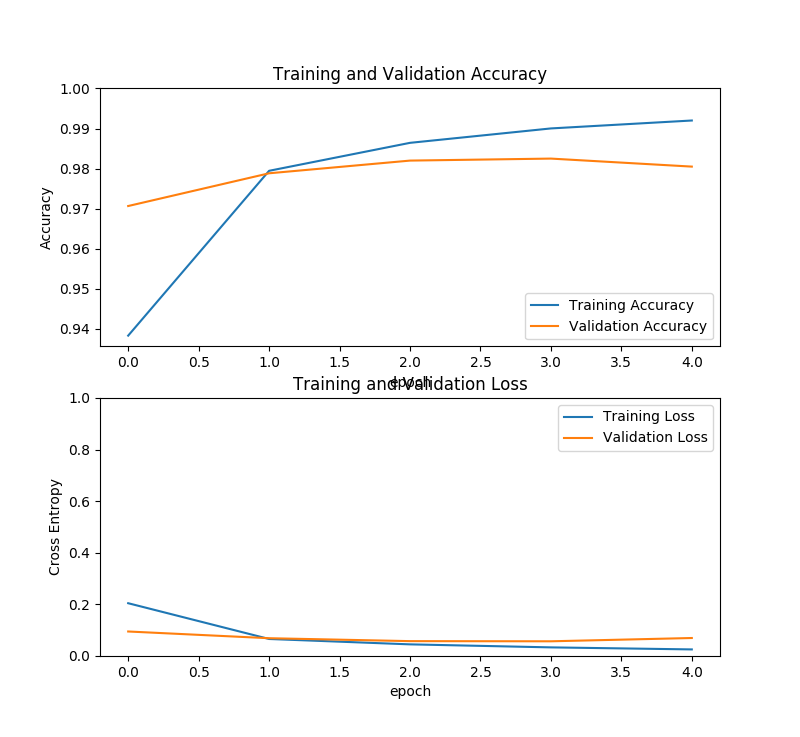 Training and Validation Accuracy
1.00
0.99
0.98
0.97
0.96
0.95
0.94
Accuracy
Training Accuracy
Validation Accuracy
0.0 0.5 1.0 1.5 2.0 2.5 3.0 3.5 4.0
epoch
Training and Validation Loss
1.0
0.8
0.6
0.4
0.2
0.0
Cross Entropy
Training Loss
Validation Loss
0.0 0.5 1.0 1.5 2.0 2.5 3.0 3.5 4.0
epoch